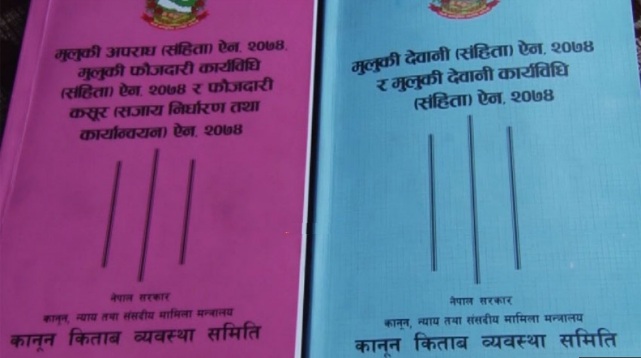 मुलुकी अपराध (संहिता) ऐन, २०७४,
मुलुकी फौजदारी कार्यविधि
(संहिता) ऐन, २०७४ र फौजदारी
कसूर (सजाय निर्धारण तथा
कार्यान्वयन) ऐन, २०७४
नेपाल सरकार
कानून, न्याय तथा संसदीय मामिला मन्त्रालय
कानून किताब व्यवस्था समिति
मुलुकी देवानी (संहिता) ऐन, २०७४
र मुलुकी देवानी कार्यविधि
(संहिता) ऐन, २०७४
नेपाल सरकार
कानून, न्याय तथा संसदीय मामिला मन्त्रालय
कानून किताब व्यवस्था समिति